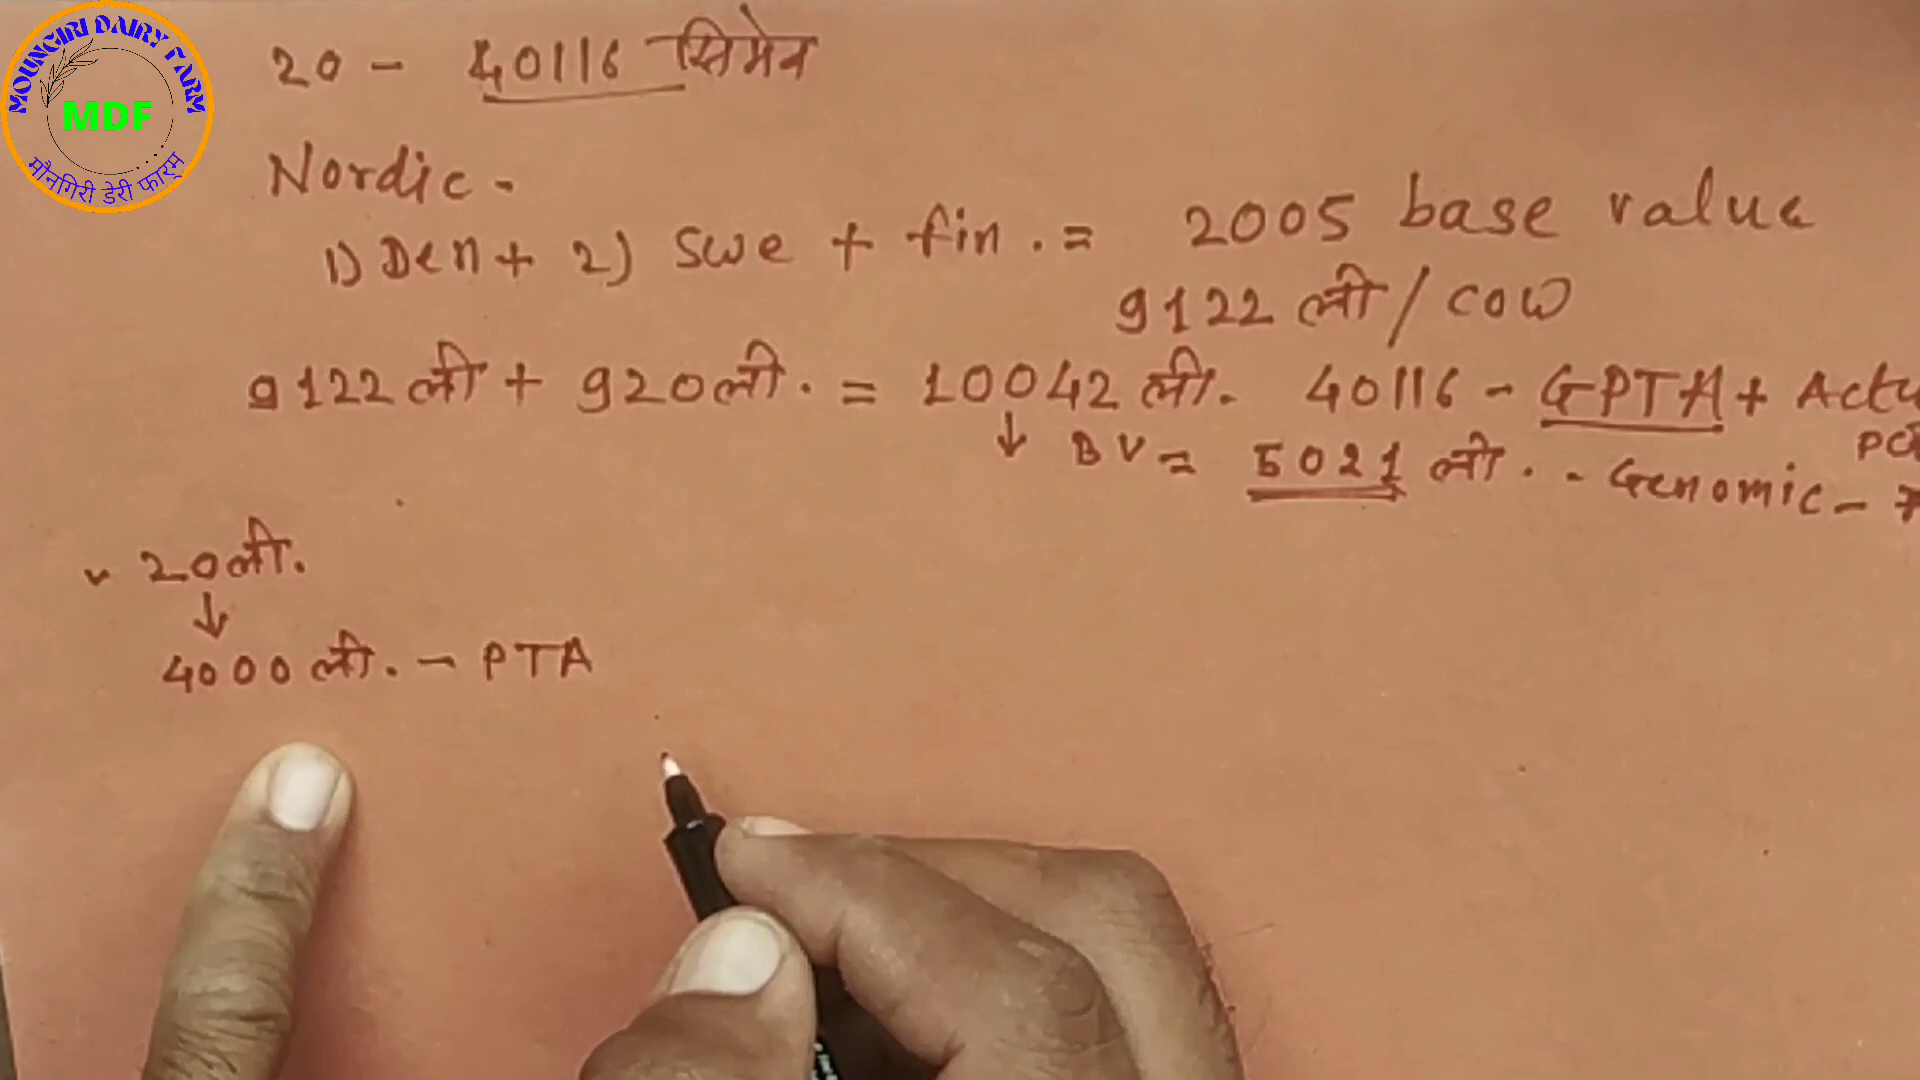 MOUNGIRI DAIRY FARM
MDF
मौनगिरी डेरी फार्म
20 - 40116 सिमेन
Nordic -
1) Den + 2) Swe + fin . = 2005 base value
9122 ली / cow
9122 ली + 920 ली. = 10042 ली. 40116 - GPTA + Actu
↓ BV = 5021 ली. - Genomic -
20 ली.
↓
4000 ली. - PTA